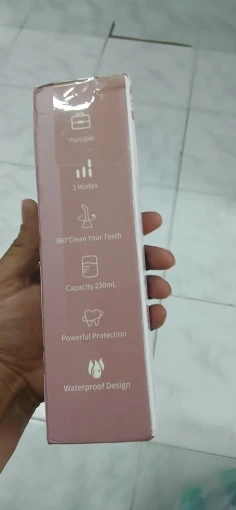 Portable
3 Modes
360°Clean Your Teeth
Capacity 230mL
Powerful Protection
Waterproof Design